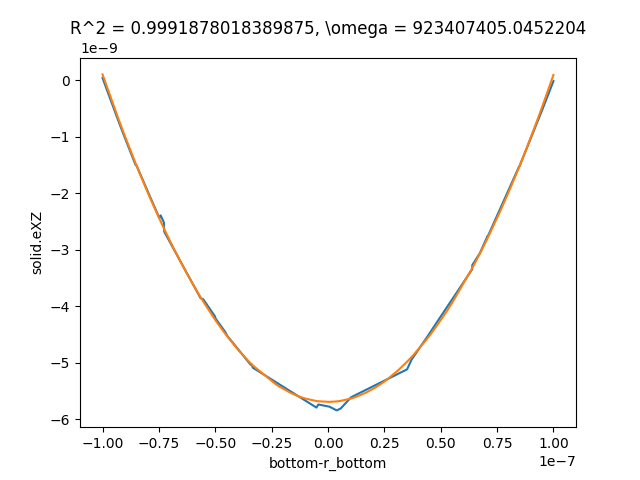 R^2 = 0.9991878018389875, \omega = 923407405.0452204
1e−9
0
−1
−2
−3
−4
−5
−6
solid.eXZ
−1.00 −0.75 −0.50 −0.25 0.00 0.25 0.50 0.75 1.00
bottom-r_bottom
1e−7